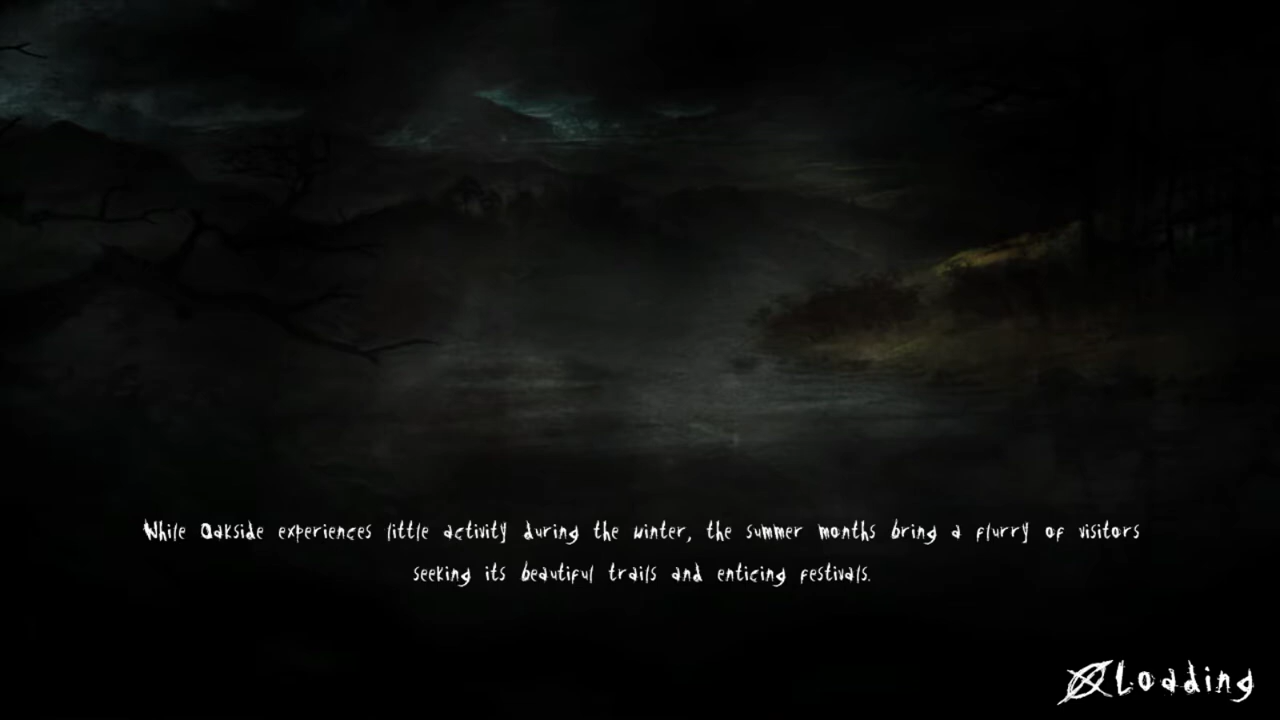 While Oakside experiences little activity during the winter, the summer months bring a flurry of visitors
seeking its beautiful trails and enticing festivals.
Loading